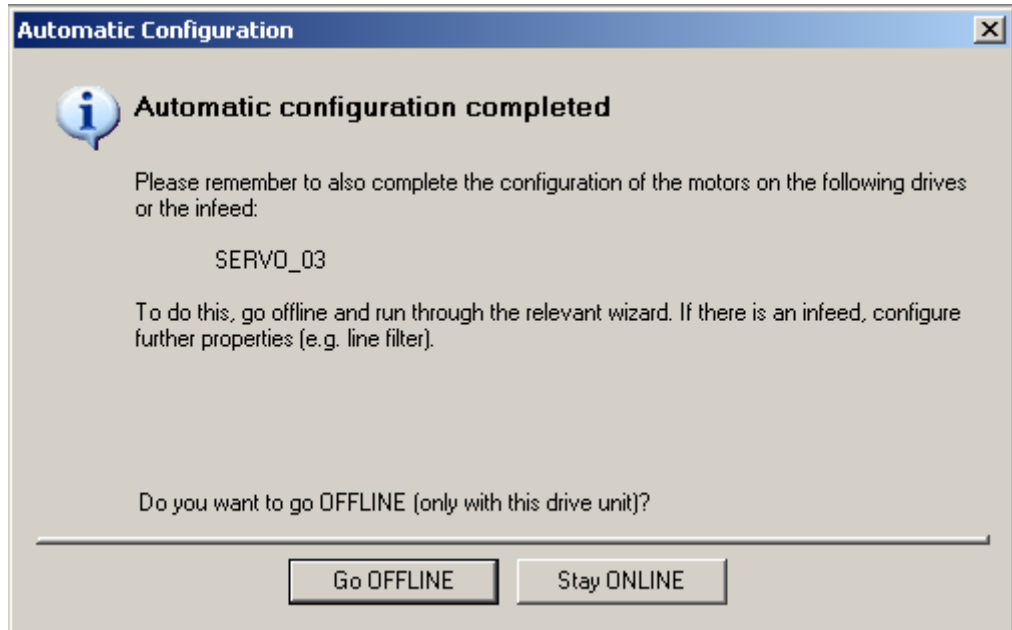 Automatic Configuration
Automatic configuration completed
Please remember to also complete the configuration of the motors on the following drives
or the infeed:
SERVO_03
To do this, go offline and run through the relevant wizard. If there is an infeed, configure
further properties (e.g. line filter).
Do you want to go OFFLINE (only with this drive unit)?
Go OFFLINE
Stay ONLINE